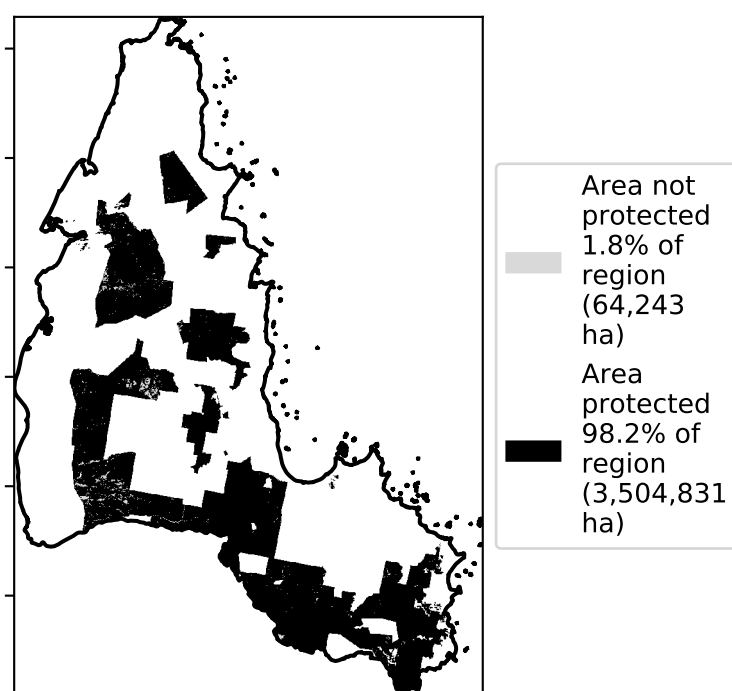 Area not
protected
1.8% of
region
(64,243
ha)
Area
protected
98.2% of
region
(3,504,831
ha)